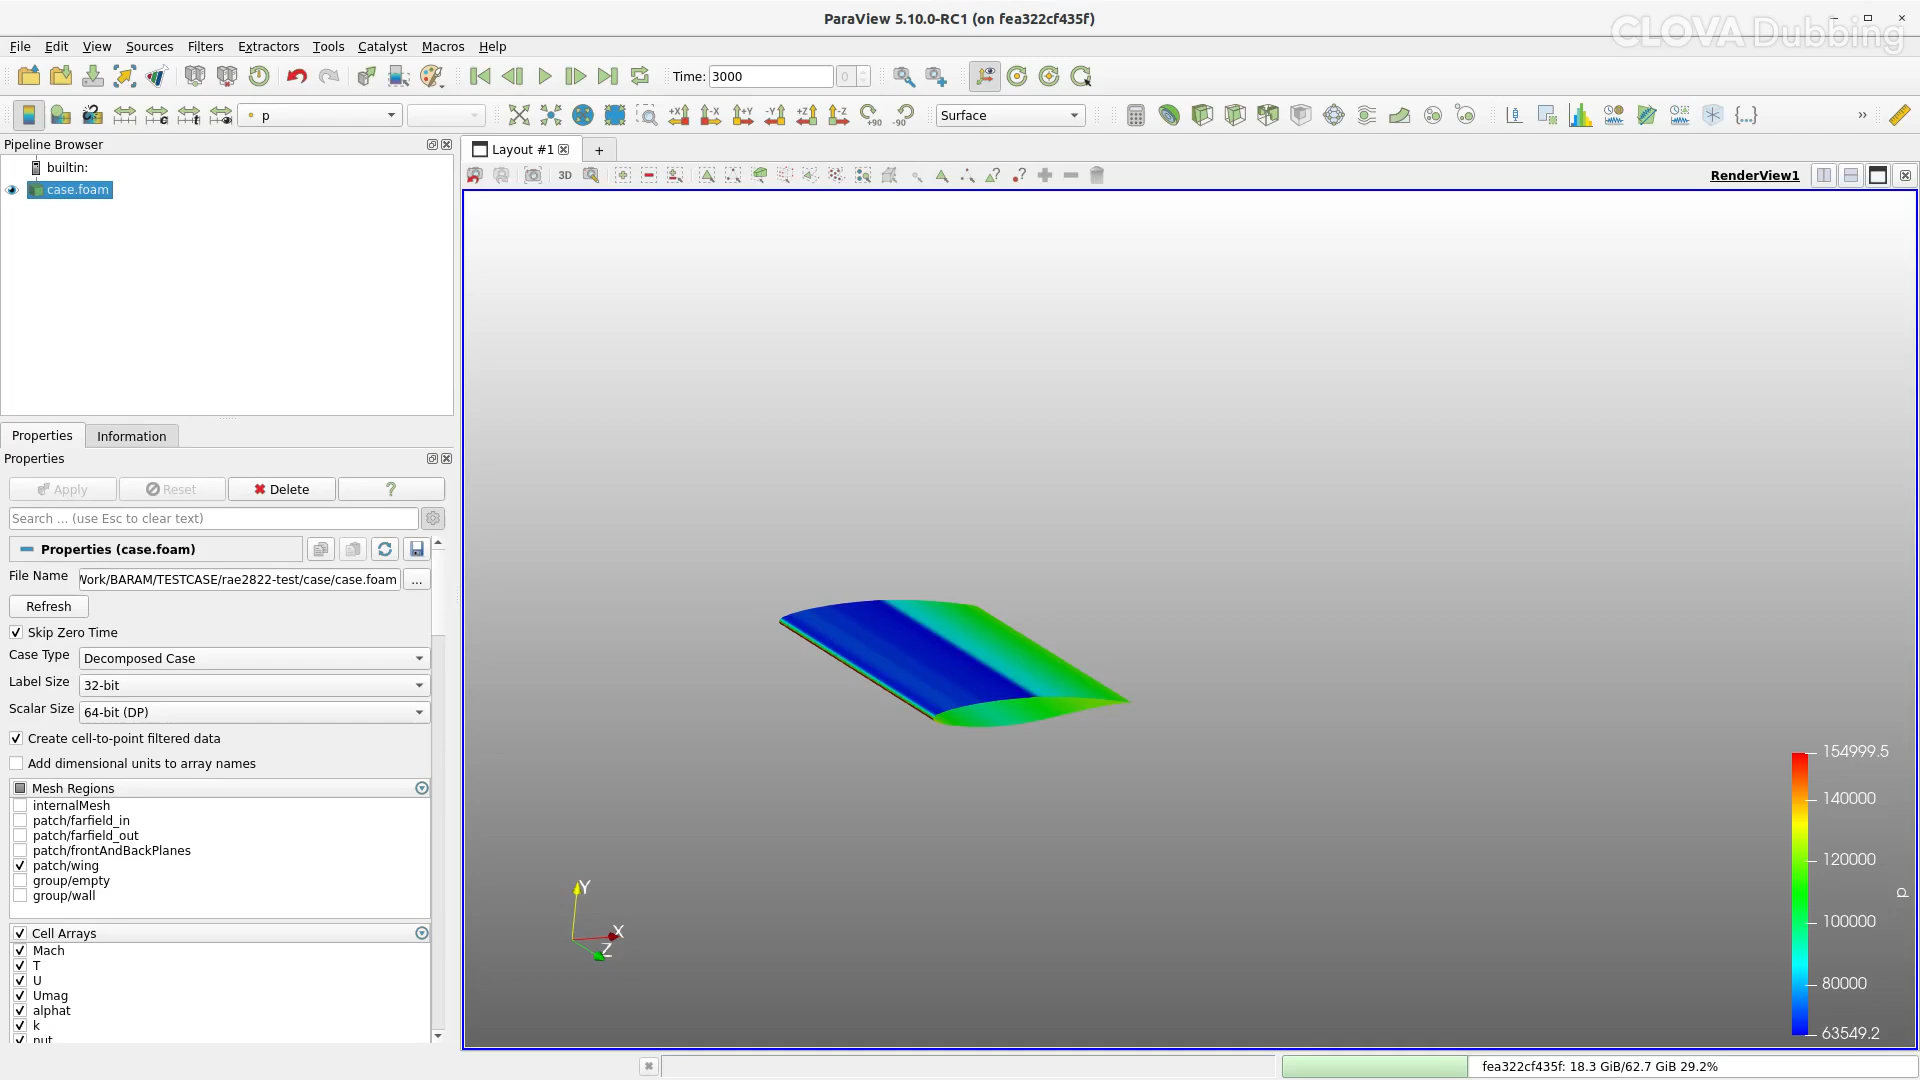 ParaView 5.10.0-RC1 (on fea322cf435f)
CLOVA Dubbing
File Edit View Sources Filters Extractors Tools Catalyst Macros Help
Time: 3000 0
p Surface +X -X +Y -Y +Z -Z +90 -90
Pipeline Browser
builtin:
case.foam
Layout #1 +
3D RenderView1
Properties Information
Properties
Apply Reset Delete ?
Search ... (use Esc to clear text)
Properties (case.foam)
File Name Work/BARAM/TESTCASE/rae2822-test/case/case.foam ...
Refresh
Skip Zero Time
Case Type Decomposed Case
Label Size 32-bit
Scalar Size 64-bit (DP)
Create cell-to-point filtered data
Add dimensional units to array names
Mesh Regions
internalMesh
patch/farfield_in
patch/farfield_out
patch/frontAndBackPlanes
patch/wing
group/empty
group/wall
Cell Arrays
Mach
T
U
Umag
alphat
k
nut
Y
X
Z
154999.5
140000
120000
100000
80000
63549.2
p
fea322cf435f: 18.3 GiB/62.7 GiB 29.2%